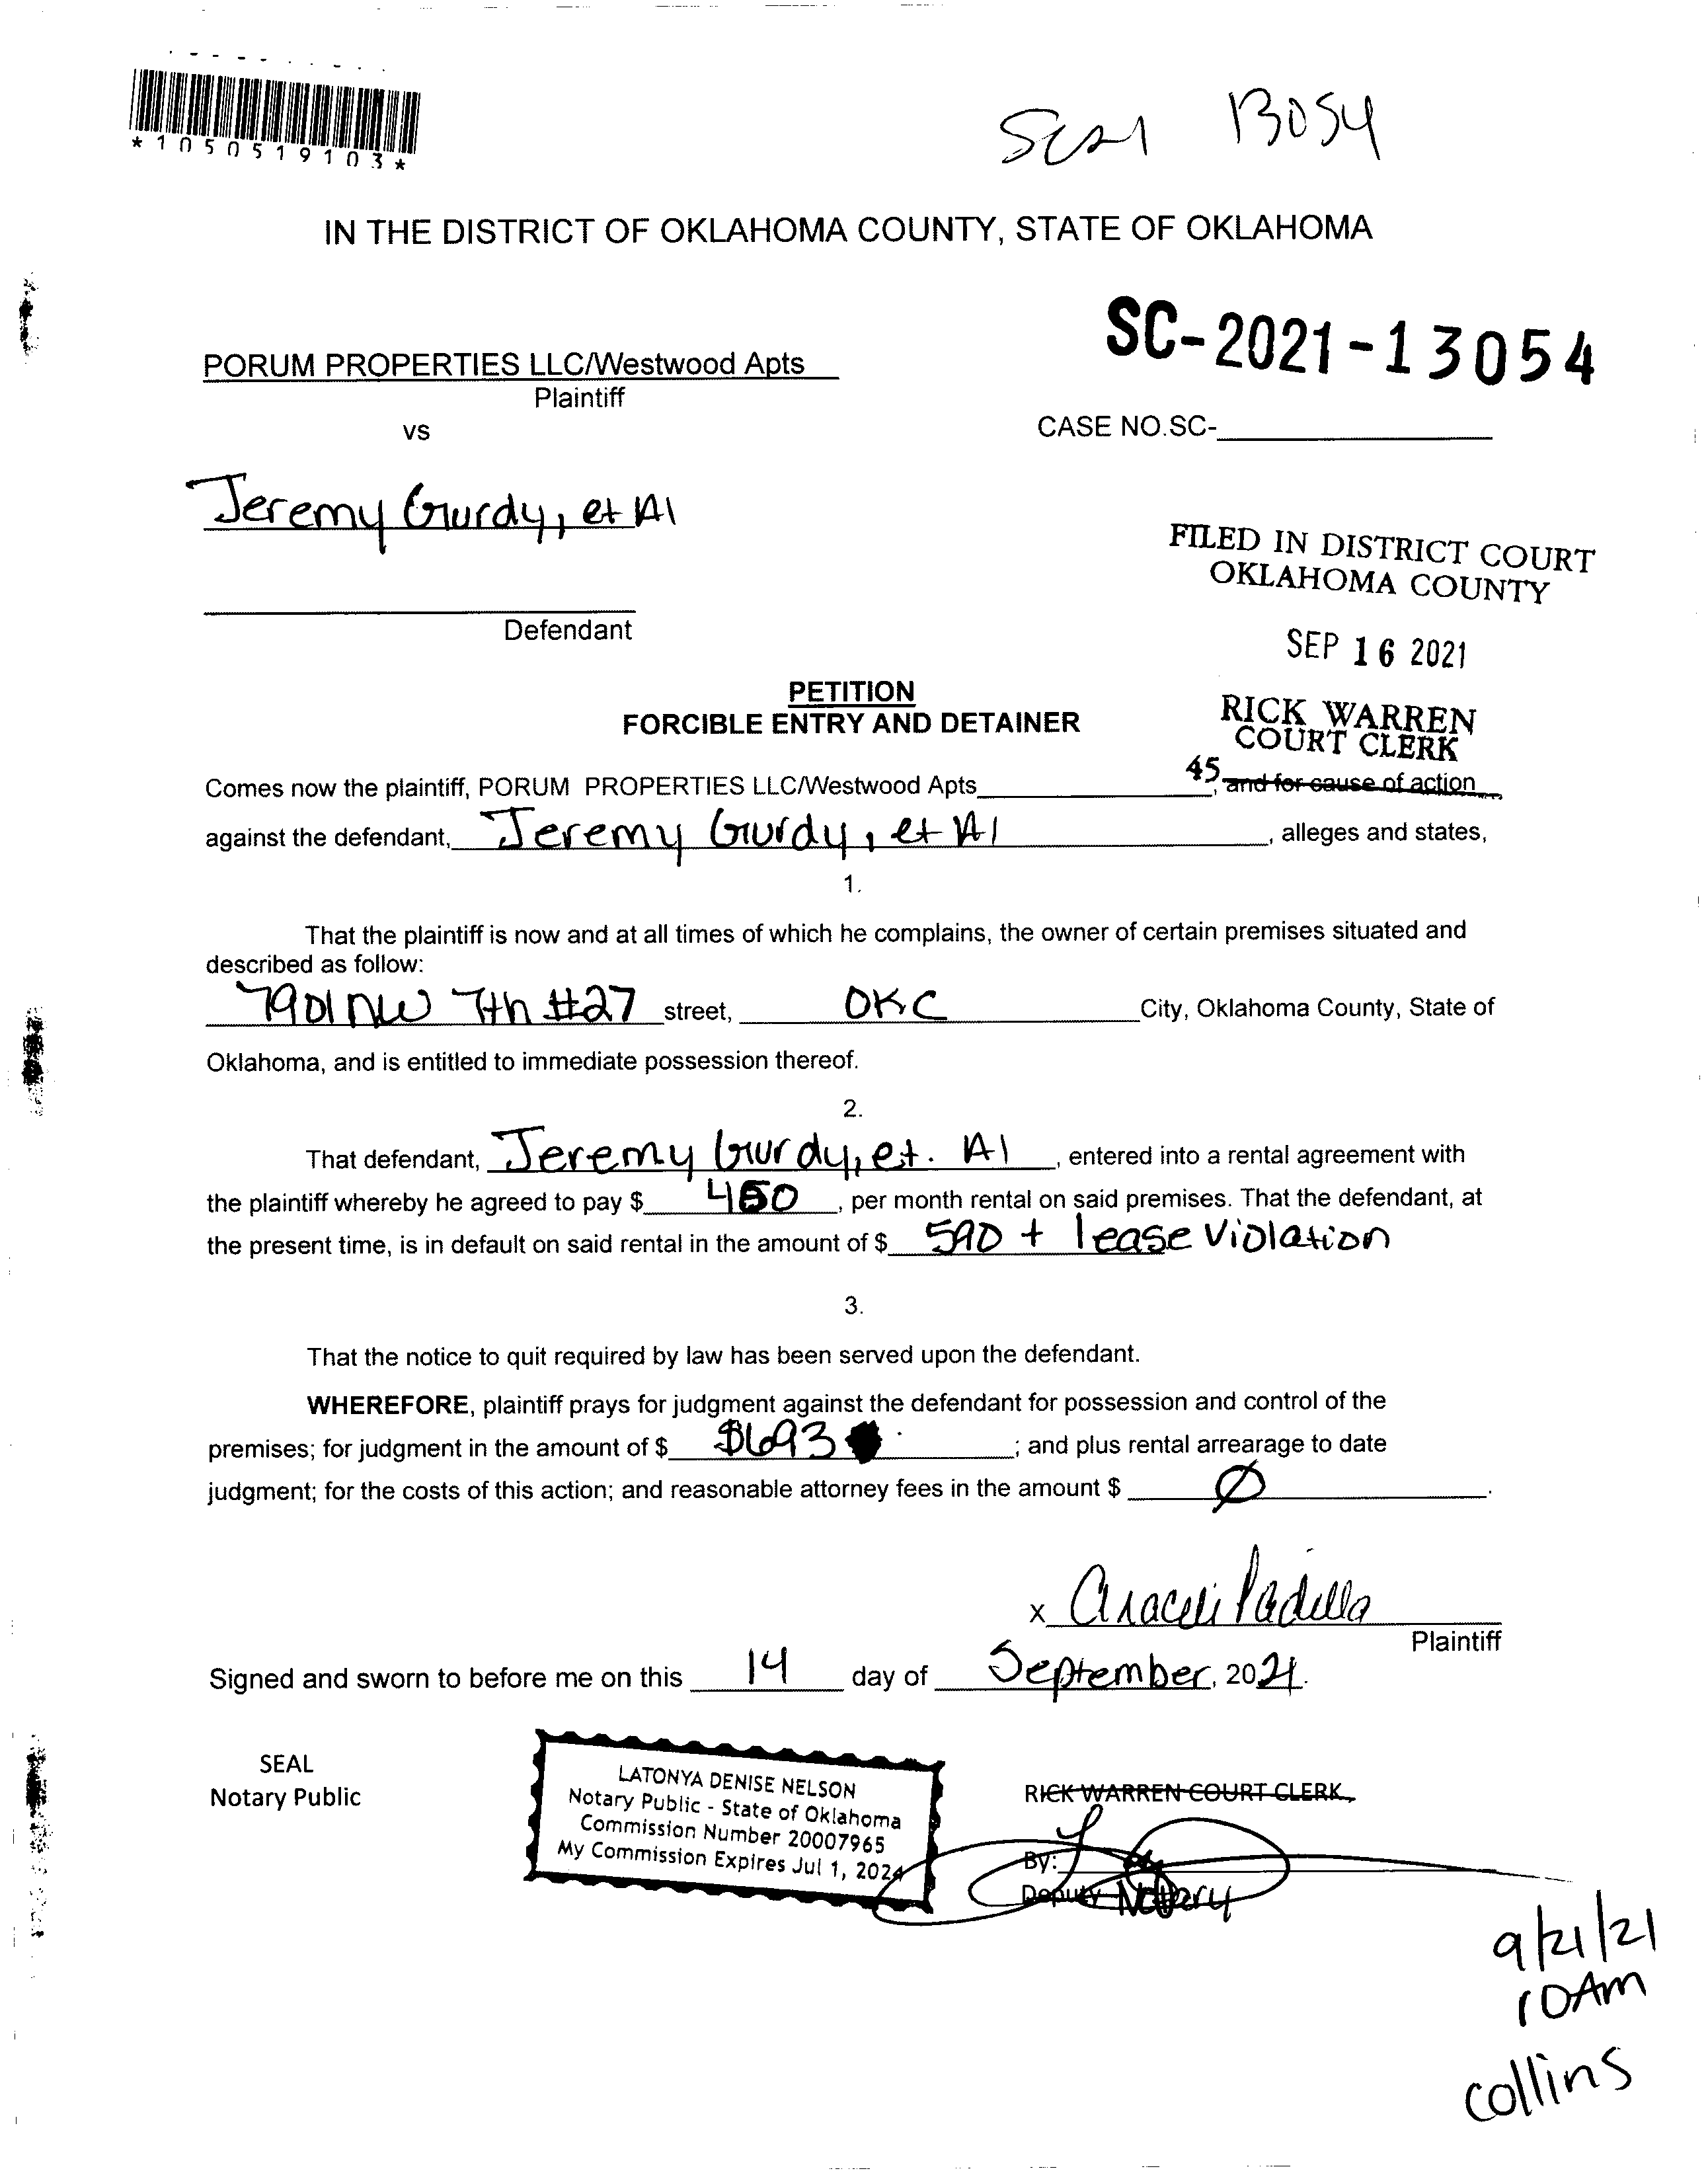 *1050519103*
SC21 13054
IN THE DISTRICT OF OKLAHOMA COUNTY, STATE OF OKLAHOMA
SC-2021-13054
PORUM PROPERTIES LLC/Westwood Apts
Plaintiff
vs
CASE NO.SC-
Jeremy Gurdy, et Al
FILED IN DISTRICT COURT
OKLAHOMA COUNTY
Defendant
SEP 16 2021
PETITION
FORCIBLE ENTRY AND DETAINER
RICK WARREN
COURT CLERK
45
Comes now the plaintiff, PORUM PROPERTIES LLC/Westwood Apts, and for cause of action
against the defendant, Jeremy Gurdy, et Al, alleges and states,
1.
That the plaintiff is now and at all times of which he complains, the owner of certain premises situated and
described as follow:
7901 NW 7th #27 street, OKC City, Oklahoma County, State of
Oklahoma, and is entitled to immediate possession thereof.
2.
That defendant, Jeremy Gurdy, et. Al, entered into a rental agreement with
the plaintiff whereby he agreed to pay $ 450, per month rental on said premises. That the defendant, at
the present time, is in default on said rental in the amount of $ 590 + lease violation
3.
That the notice to quit required by law has been served upon the defendant.
WHEREFORE, plaintiff prays for judgment against the defendant for possession and control of the
premises; for judgment in the amount of $ $693; and plus rental arrearage to date
judgment; for the costs of this action; and reasonable attorney fees in the amount $ Ø.
x Araceli Padilla
Plaintiff
Signed and sworn to before me on this 14 day of September, 2021.
SEAL
Notary Public
LATONYA DENISE NELSON
Notary Public - State of Oklahoma
Commission Number 20007965
My Commission Expires Jul 1, 2024
RICK WARREN COURT CLERK
By:
Deputy Notary
9/21/21
10AM
Collins